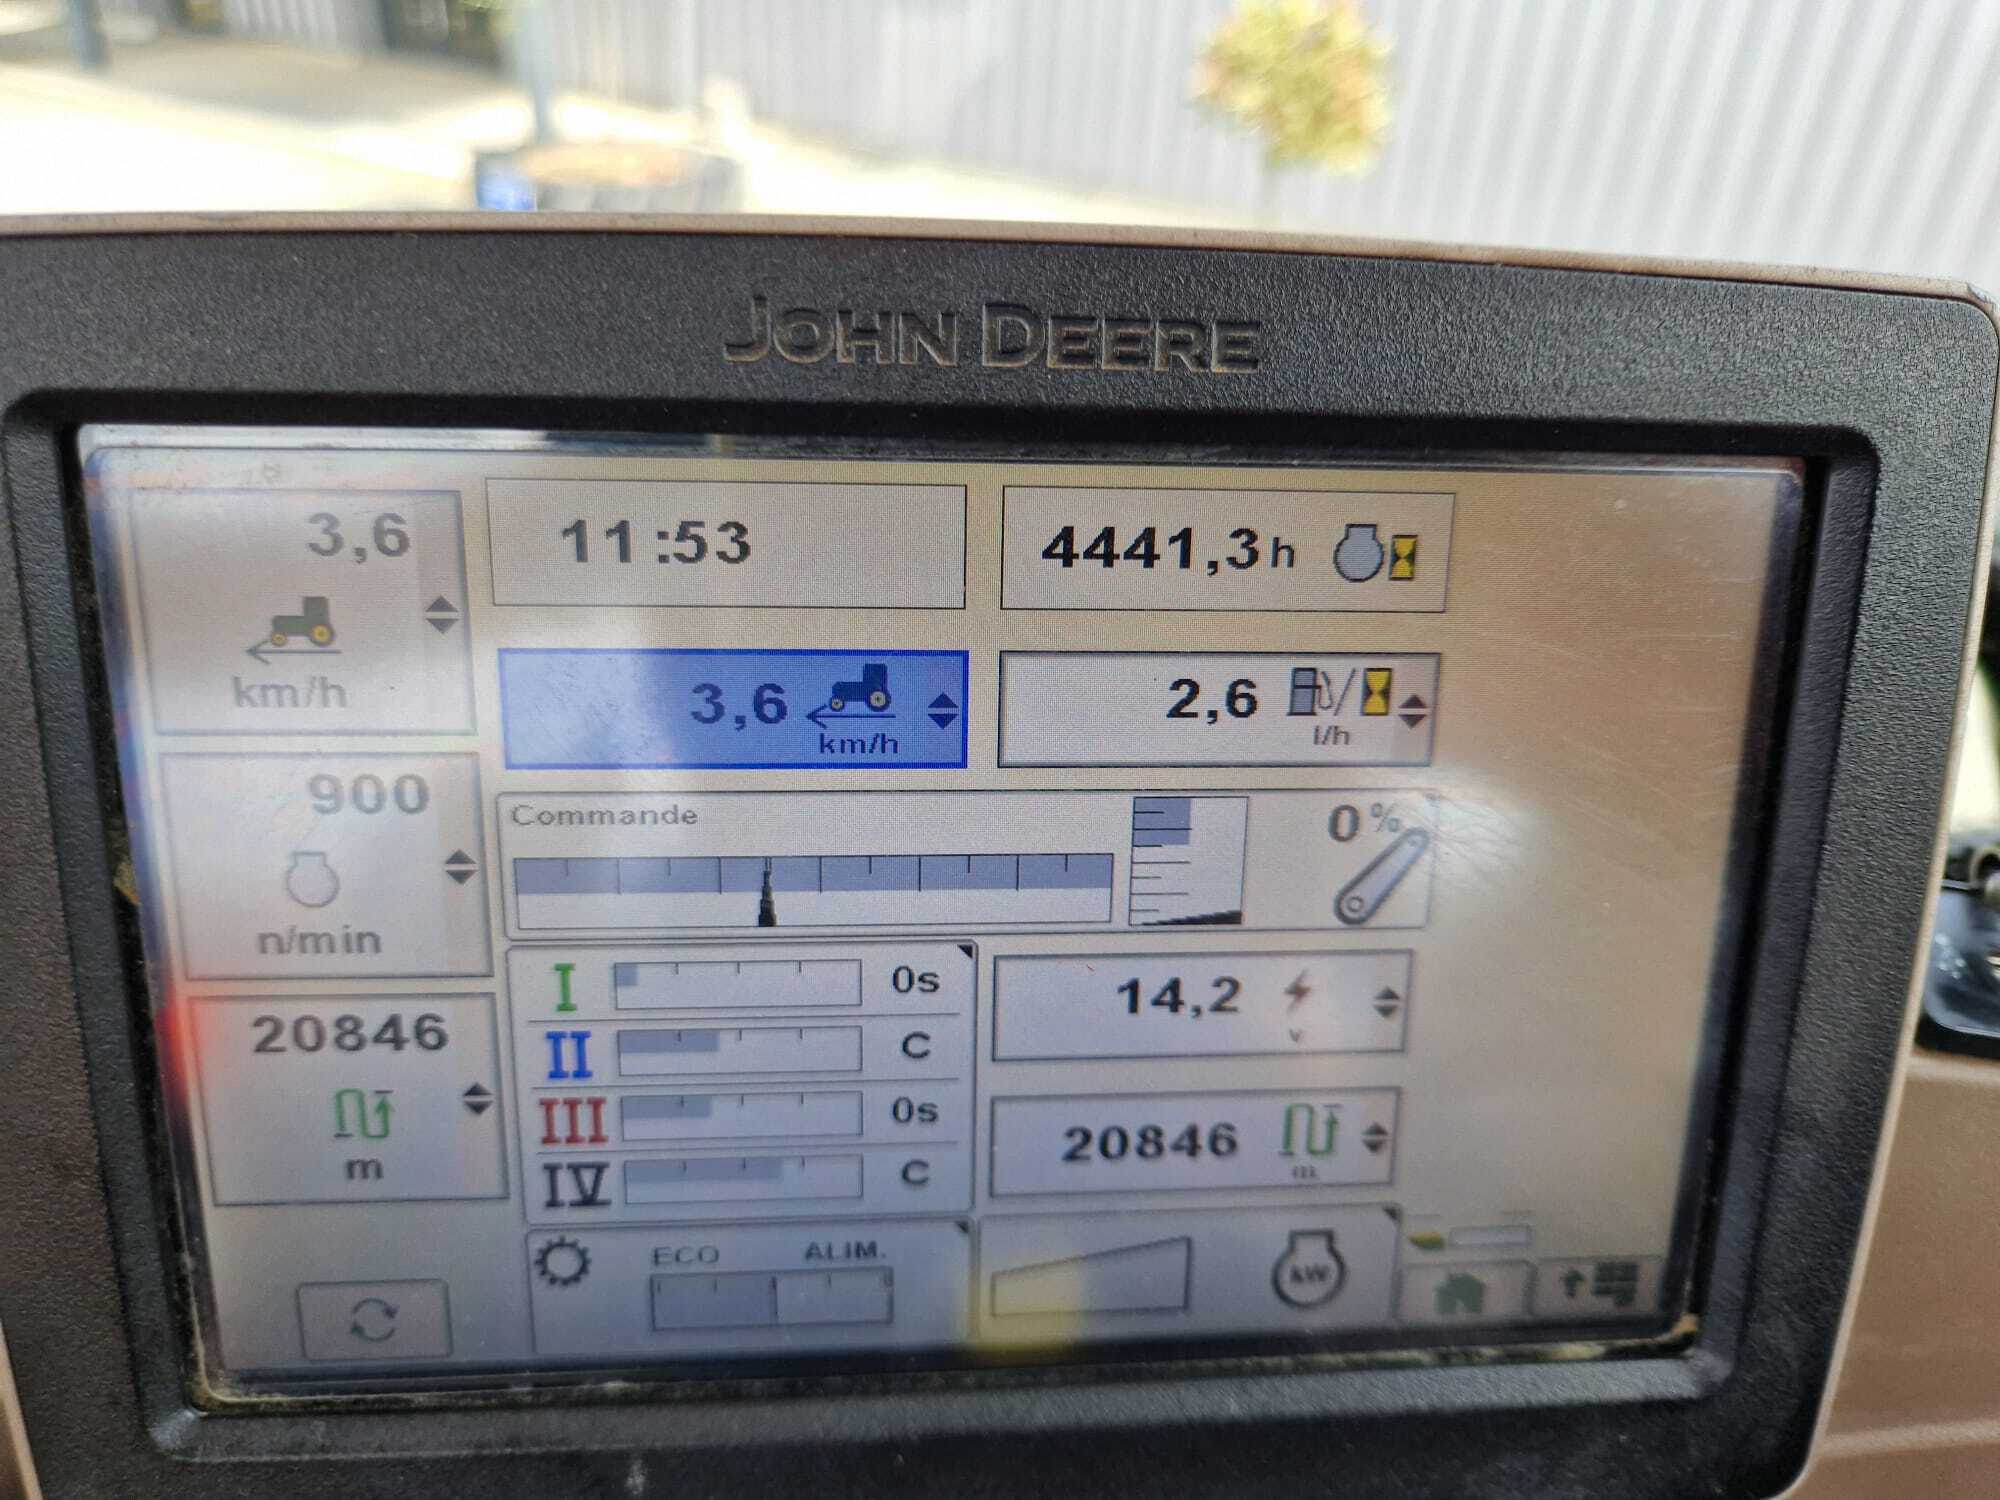 JOHN DEERE
3,6
km/h
11:53
4441,3 h
3,6
km/h
2,6
l/h
900
n/min
Commande
0 %
20846
m
I 0s
II C
III 0s
IV C
14,2
v
20846
m
ECO ALIM.
kW